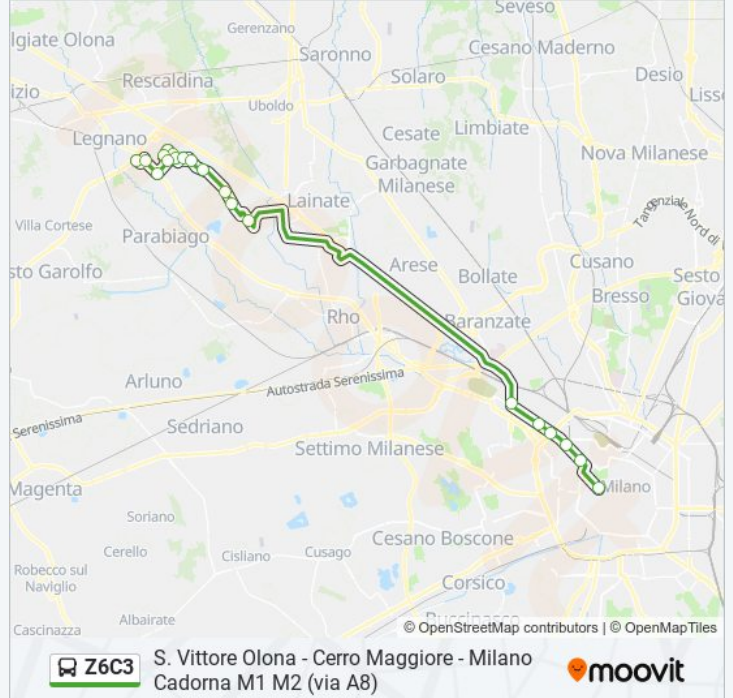 Seveso
Gerenzano
lgiate Olona
Saronno
Cesano Maderno
Rescaldina
Solaro
Desio
izio
Uboldo
Lisse
Legnano
Cesate
Limbiate
Garbagnate
Milanese
Nova Milanese
Lainate
Tangenziale Nord di
Villa Cortese
Parabiago
Cusano
sto Garolfo
Arese
Bollate
Sesto
Giova
Bresso
Rho
Baranzate
Arluno
Autostrada Serenissima
Serenissima
Sedriano
Settimo Milanese
Magenta
Milano
Soriano
Cesano Boscone
Cerello
Cisliano
Cusago
Robecco sul
Naviglio
Corsico
Albairate
Buccinasco
Cascinazza
© OpenStreetMap contributors | © OpenMapTiles
Z6C3
S. Vittore Olona - Cerro Maggiore - Milano
Cadorna M1 M2 (via A8)
moovit